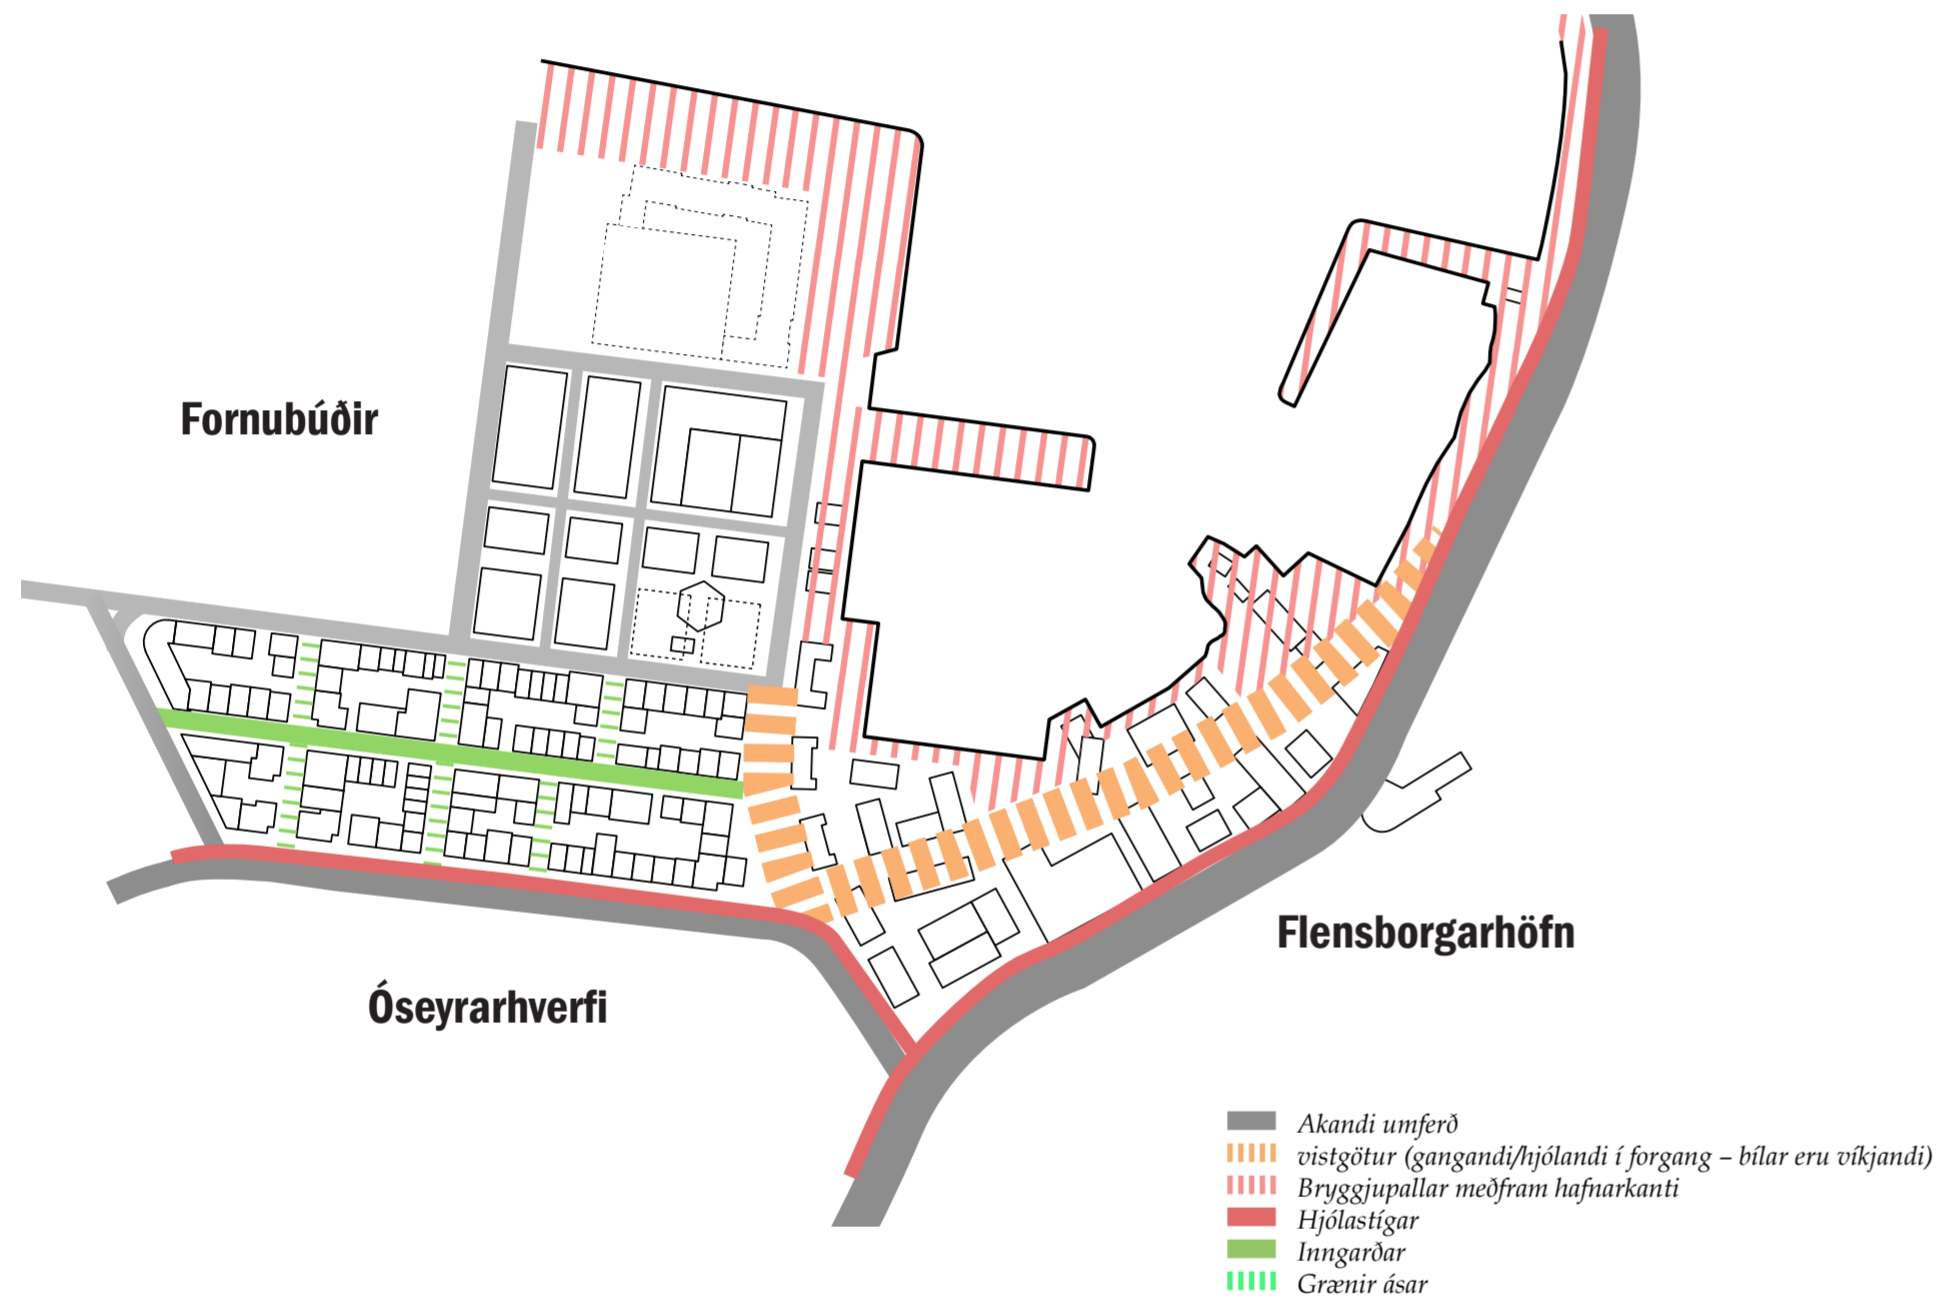 Fornubúðir
Flensborgarhöfn
Óseyrarhverfi
Akandi umferð
vistgötur (gangandi/hjólandi í forgang – bílar eru víkjandi)
Bryggjupallar meðfram hafnarkanti
Hjólastígar
Inngarðar
Grænir ásar